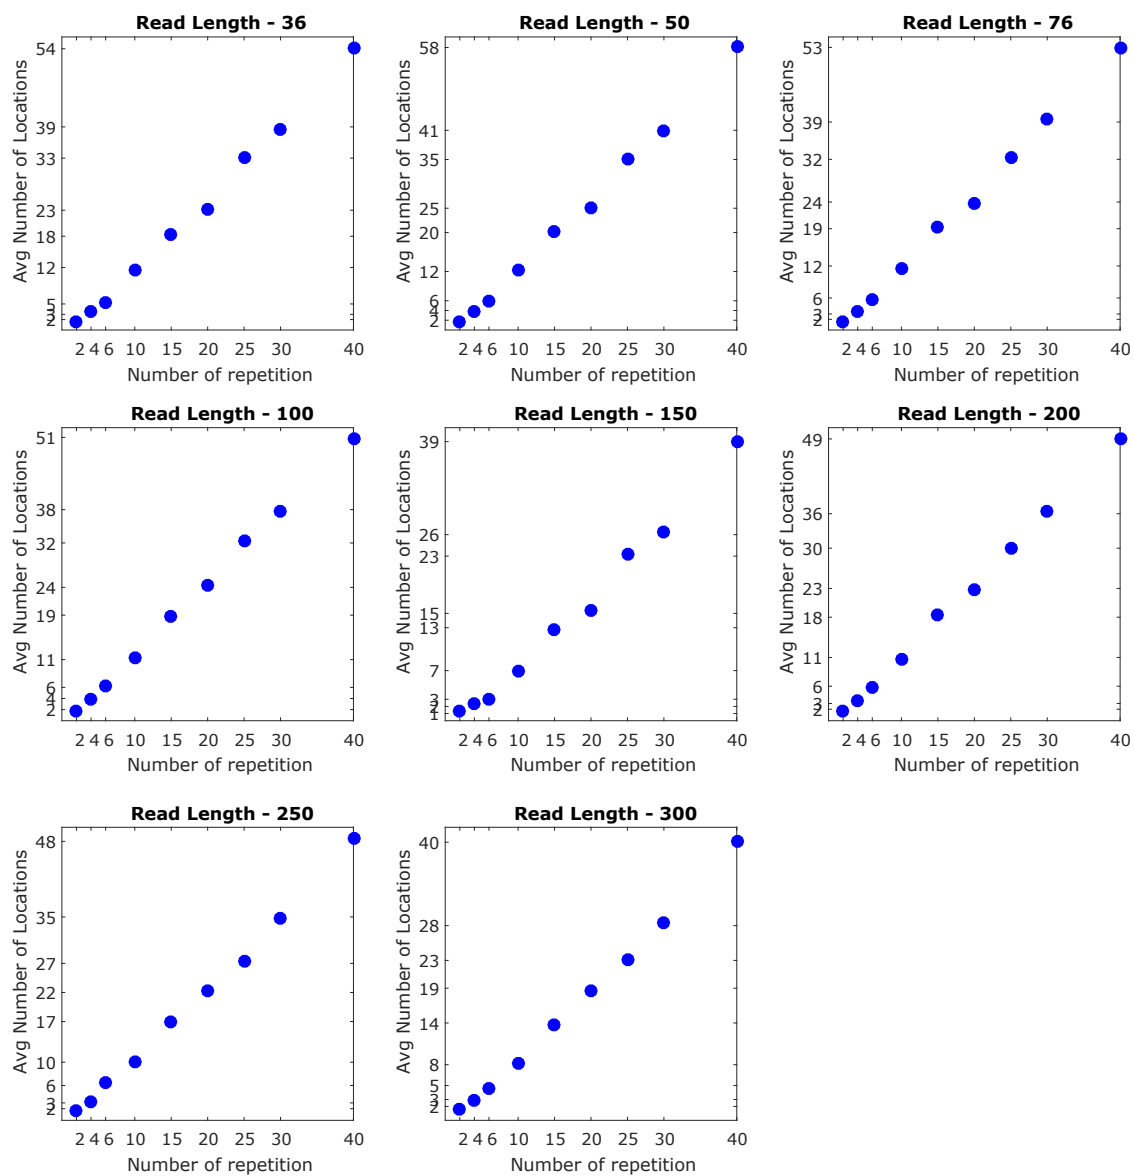 Read Length - 36
Avg Number of Locations
54
39
33
23
18
12
5
3
2
2 4 6 10 15 20 25 30 40
Number of repetition
Read Length - 50
Avg Number of Locations
58
41
35
25
20
12
6
4
2
2 4 6 10 15 20 25 30 40
Number of repetition
Read Length - 76
Avg Number of Locations
53
39
32
24
19
12
6
3
2
2 4 6 10 15 20 25 30 40
Number of repetition
Read Length - 100
Avg Number of Locations
51
38
32
24
19
11
6
4
2
2 4 6 10 15 20 25 30 40
Number of repetition
Read Length - 150
Avg Number of Locations
39
26
23
15
13
7
3
2
1
2 4 6 10 15 20 25 30 40
Number of repetition
Read Length - 200
Avg Number of Locations
49
36
30
23
18
11
6
3
2
2 4 6 10 15 20 25 30 40
Number of repetition
Read Length - 250
Avg Number of Locations
48
35
27
22
17
10
6
3
2
2 4 6 10 15 20 25 30 40
Number of repetition
Read Length - 300
Avg Number of Locations
40
28
23
19
14
8
5
3
2
2 4 6 10 15 20 25 30 40
Number of repetition